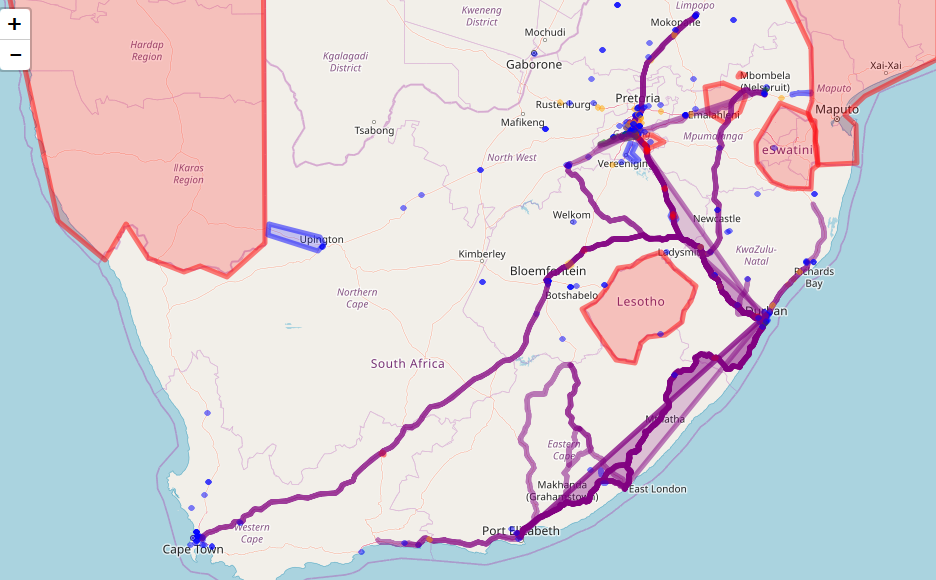 +
−
Kweneng
District
Limpopo
Mokopane
Mochudi
Hardap
Region
Kgalagadi
District
Gaborone
Xai-Xai
Mbombela
(Nelspruit)
Maputo
Rustenburg
Pretoria
Maputo
Emalahleni
Mafikeng
Tsabong
Mpumalanga
eSwatini
North West
Vereeniging
ǁKaras
Region
Welkom
Newcastle
Upington
Kimberley
Ladysmith
KwaZulu-
Natal
Bloemfontein
Richards
Bay
Northern
Cape
Botshabelo
Lesotho
Durban
South Africa
Mthatha
Eastern
Cape
Makhanda
(Grahamstown)
East London
Western
Cape
Port Elizabeth
Cape Town